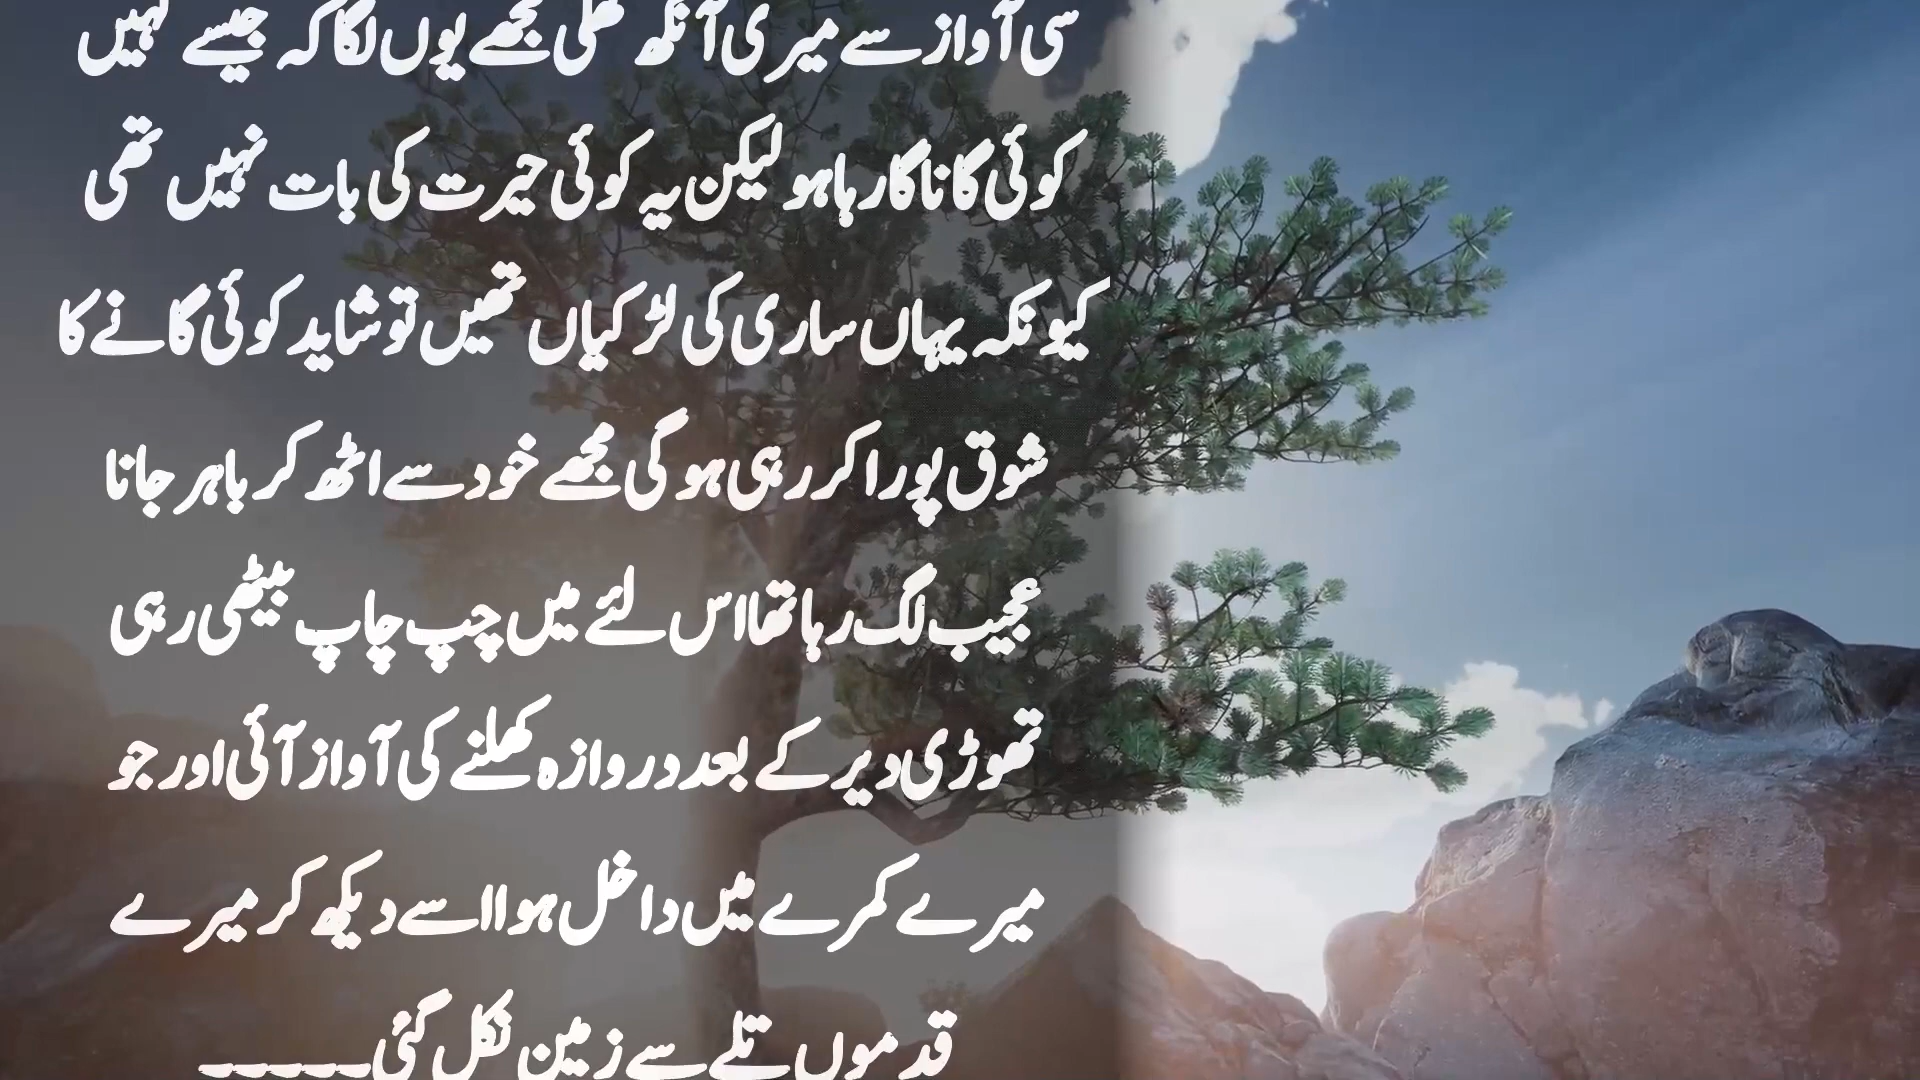 سی آواز سے میری آنکھ کھلی مجھے یوں لگا کہ جیسے کہیں
کوئی گانا گا رہا ہو لیکن یہ کوئی حیرت کی بات نہیں تھی
کیونکہ یہاں ساری کی لڑکیاں تھیں تو شاید کوئی گانے کا
شوق پورا کر رہی ہو گی مجھے خود سے اٹھ کر باہر جانا
عجیب لگ رہا تھا اس لئے میں چپ چاپ بیٹھی رہی
تھوڑی دیر کے بعد دروازہ کھلنے کی آواز آئی اور جو
میرے کمرے میں داخل ہوا اسے دیکھ کر میرے
قدموں تلے سے زمین نکل گئی۔۔۔۔۔